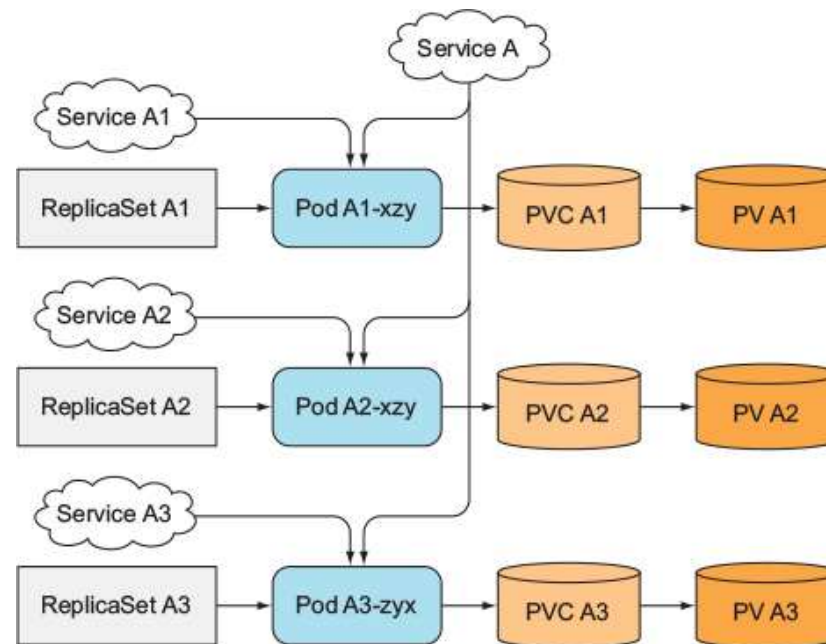 Service A
Service A1
ReplicaSet A1
Pod A1-xzy
PVC A1
PV A1
Service A2
ReplicaSet A2
Pod A2-xzy
PVC A2
PV A2
Service A3
ReplicaSet A3
Pod A3-zyx
PVC A3
PV A3